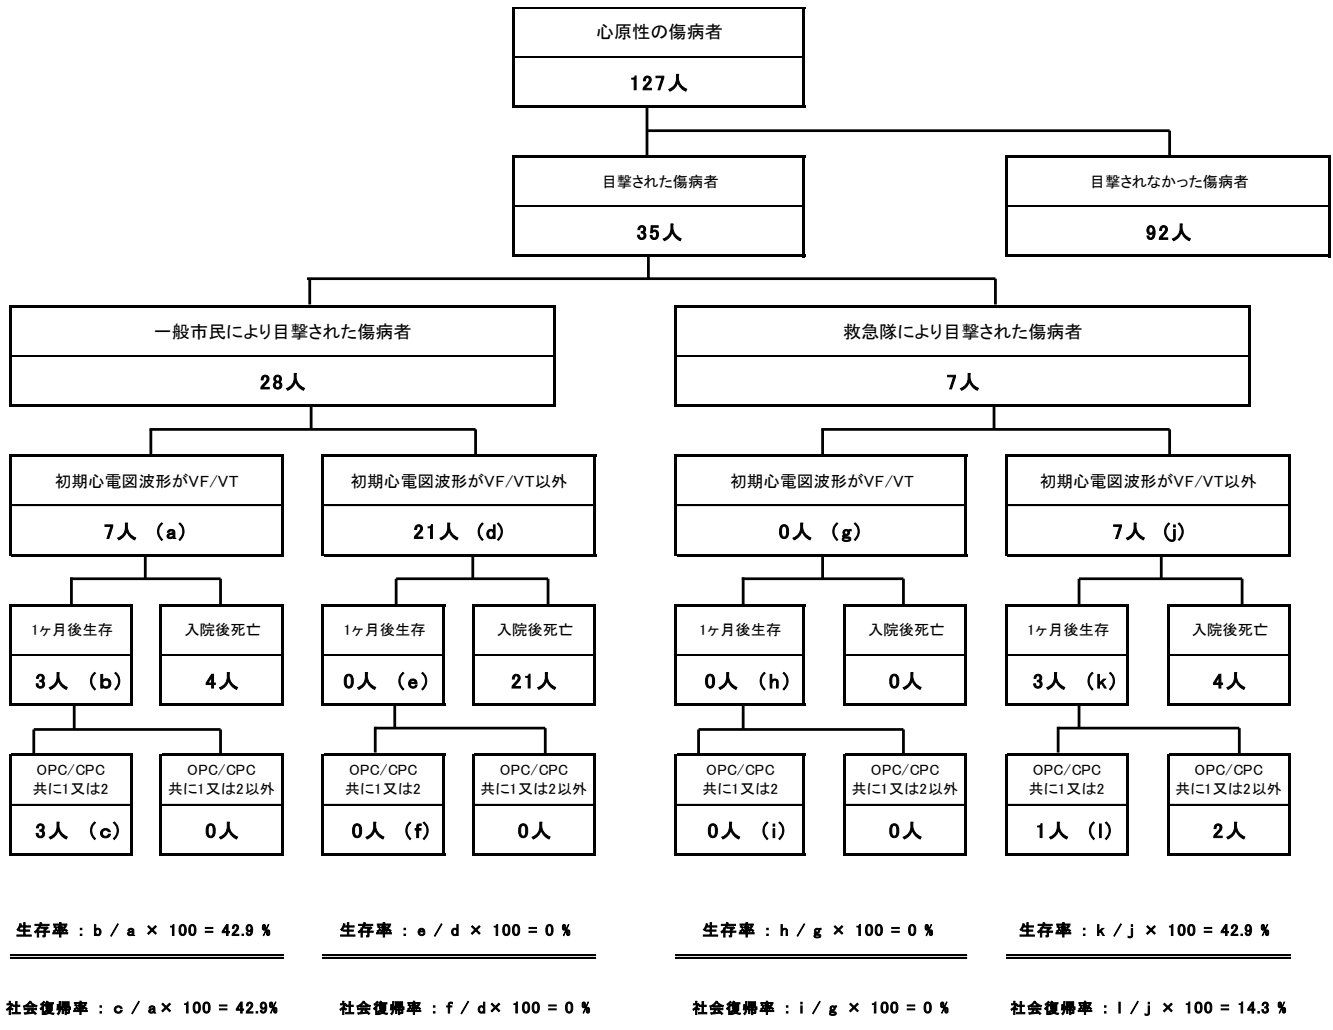 心原性の傷病者
127人
目撃された傷病者
35人
目撃されなかった傷病者
92人
一般市民により目撃された傷病者
28人
救急隊により目撃された傷病者
7人
初期心電図波形がVF/VT
7人 (a)
初期心電図波形がVF/VT以外
21人 (d)
初期心電図波形がVF/VT
0人 (g)
初期心電図波形がVF/VT以外
7人 (j)
1ヶ月後生存
3人 (b)
入院後死亡
4人
1ヶ月後生存
0人 (e)
入院後死亡
21人
1ヶ月後生存
0人 (h)
入院後死亡
0人
1ヶ月後生存
3人 (k)
入院後死亡
4人
OPC/CPC
共に1又は2
3人 (c)
OPC/CPC
共に1又は2以外
0人
OPC/CPC
共に1又は2
0人 (f)
OPC/CPC
共に1又は2以外
0人
OPC/CPC
共に1又は2
0人 (i)
OPC/CPC
共に1又は2以外
0人
OPC/CPC
共に1又は2
1人 (l)
OPC/CPC
共に1又は2以外
2人
生存率 : b / a × 100 = 42.9 %
生存率 : e / d × 100 = 0 %
生存率 : h / g × 100 = 0 %
生存率 : k / j × 100 = 42.9 %
社会復帰率 : c / a× 100 = 42.9%
社会復帰率 : f / d× 100 = 0 %
社会復帰率 : i / g × 100 = 0 %
社会復帰率 : l / j × 100 = 14.3 %